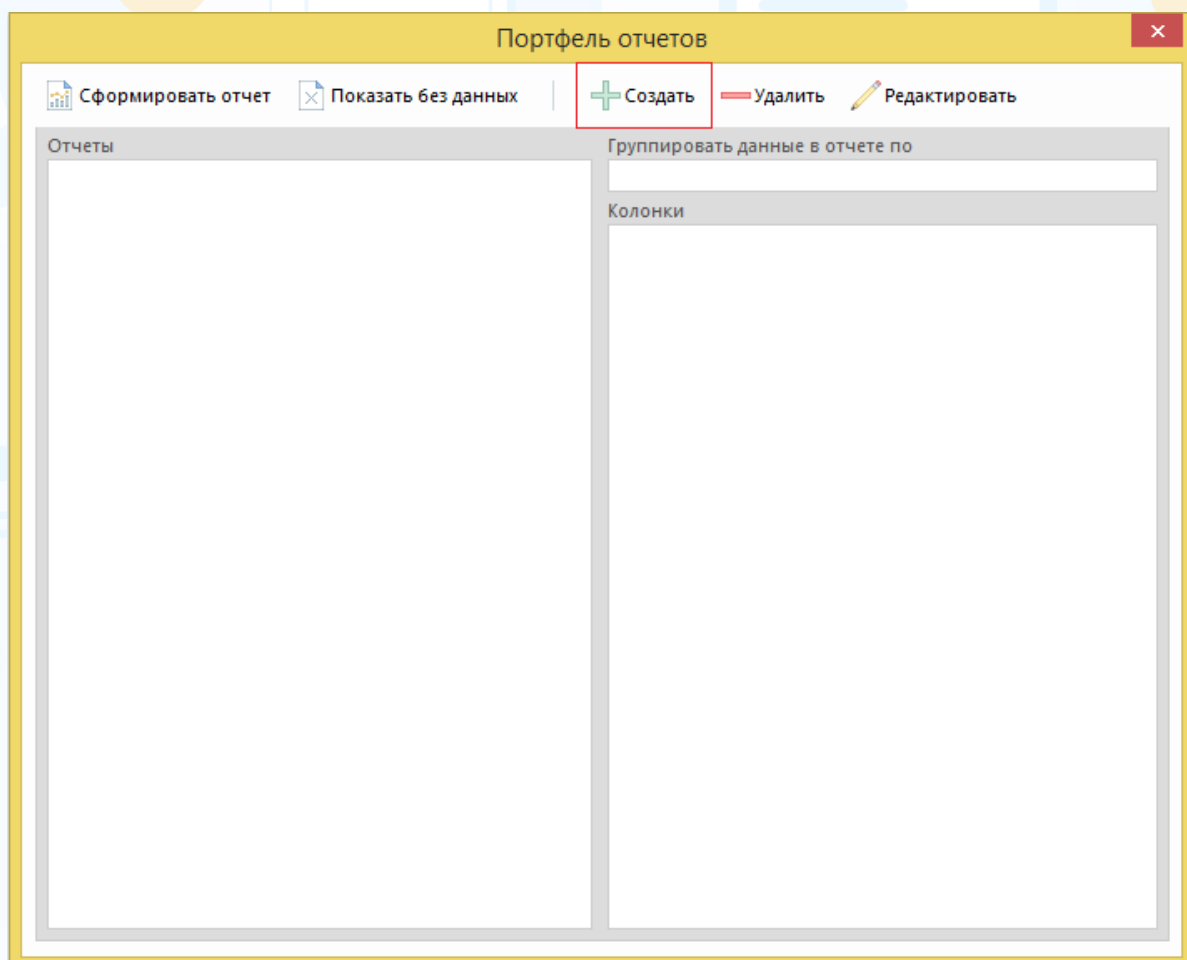 Портфель отчетов
Сформировать отчет Показать без данных Создать Удалить Редактировать
Отчеты
Группировать данные в отчете по
Колонки